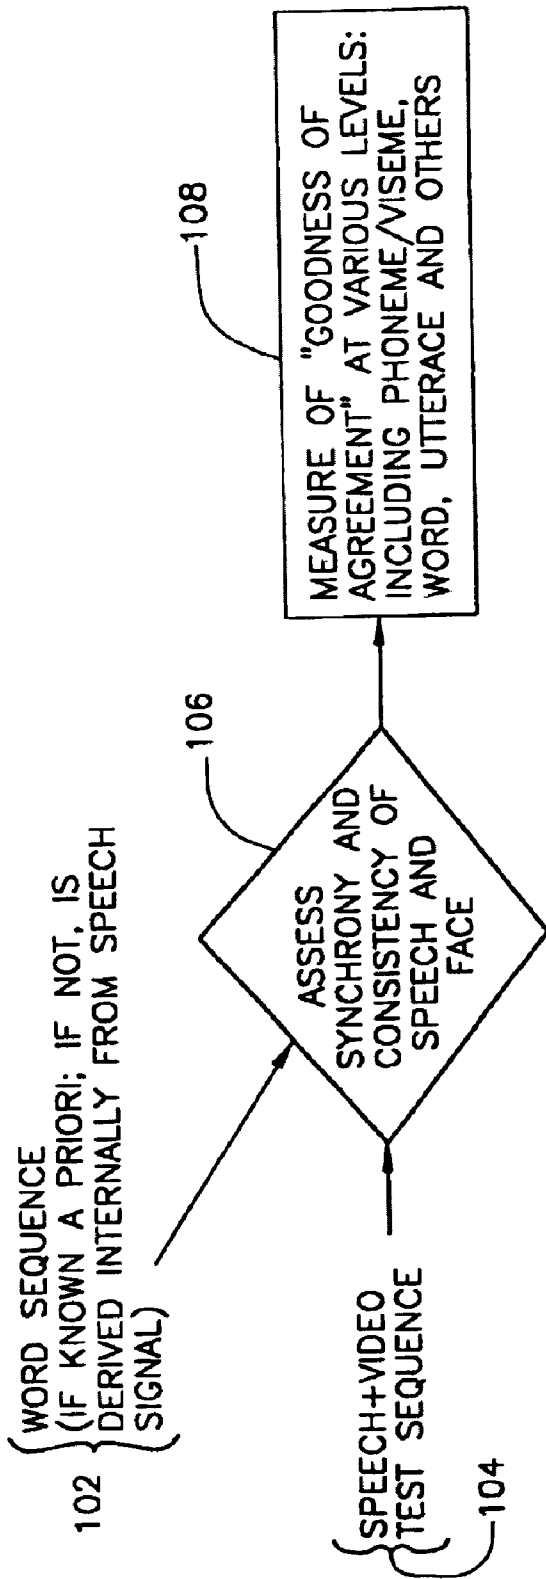 WORD SEQUENCE
(IF KNOWN A PRIORI; IF NOT, IS
DERIVED INTERNALLY FROM SPEECH
SIGNAL)
102
SPEECH+VIDEO
TEST SEQUENCE
104
106
ASSESS
SYNCHRONY AND
CONSISTENCY OF
SPEECH AND
FACE
108
MEASURE OF "GOODNESS OF
AGREEMENT" AT VARIOUS LEVELS:
INCLUDING PHONEME/VISEME,
WORD, UTTERACE AND OTHERS